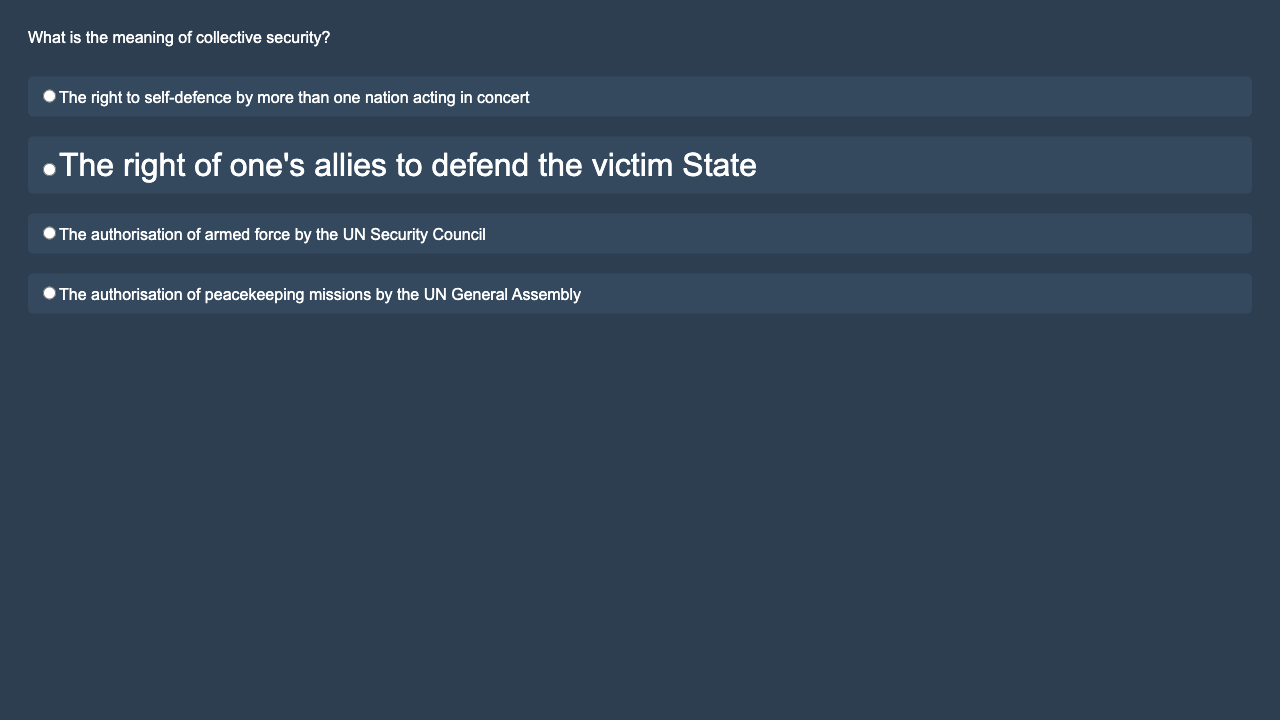 What is the meaning of collective security?
The right to self-defence by more than one nation acting in concert
The right of one's allies to defend the victim State
The authorisation of armed force by the UN Security Council
The authorisation of peacekeeping missions by the UN General Assembly